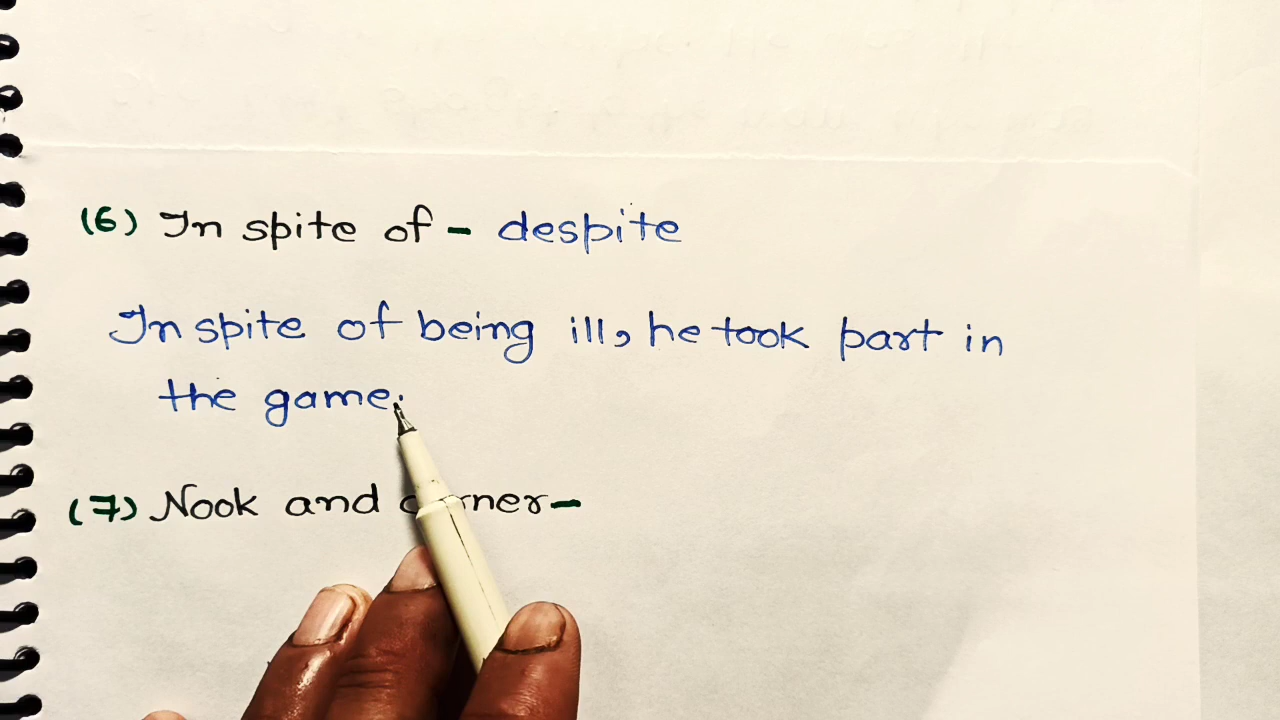 (6) In spite of - despite
In spite of being ill, he took part in
the game.
(7) Nook and corner -